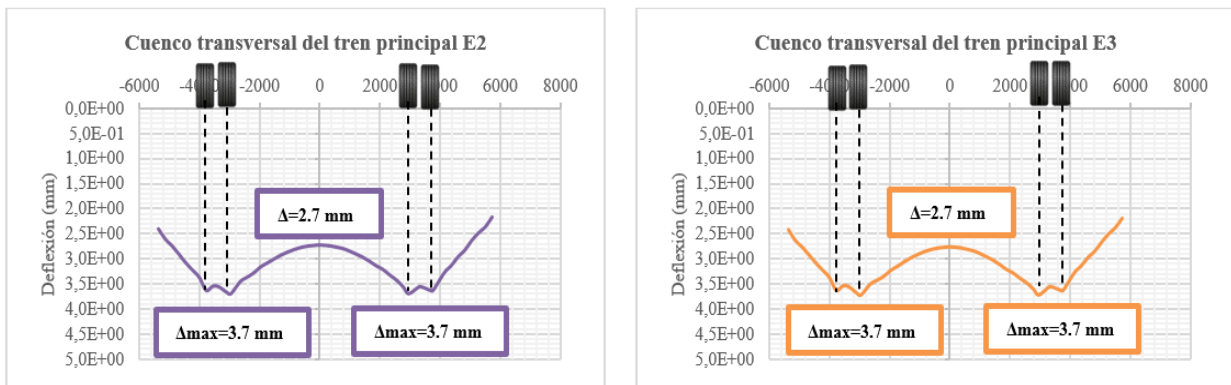 Cuenco transversal del tren principal E2
-6000 -4000 -2000 0 2000 4000 6000 8000
0,0E+00
5,0E-01
1,0E+00
1,5E+00
2,0E+00
2,5E+00
3,0E+00
3,5E+00
4,0E+00
4,5E+00
5,0E+00
Deflexión (mm)
Δ=2.7 mm
Δmax=3.7 mm
Δmax=3.7 mm
Cuenco transversal del tren principal E3
-6000 -4000 -2000 0 2000 4000 6000 8000
0,0E+00
5,0E-01
1,0E+00
1,5E+00
2,0E+00
2,5E+00
3,0E+00
3,5E+00
4,0E+00
4,5E+00
5,0E+00
Deflexión (mm)
Δ=2.7 mm
Δmax=3.7 mm
Δmax=3.7 mm